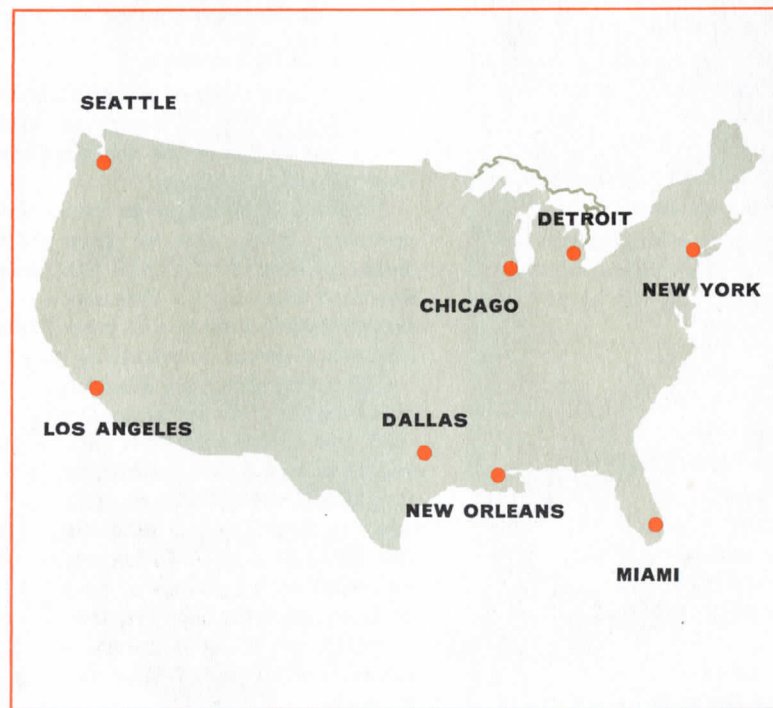 SEATTLE
DETROIT
NEW YORK
CHICAGO
LOS ANGELES
DALLAS
NEW ORLEANS
MIAMI